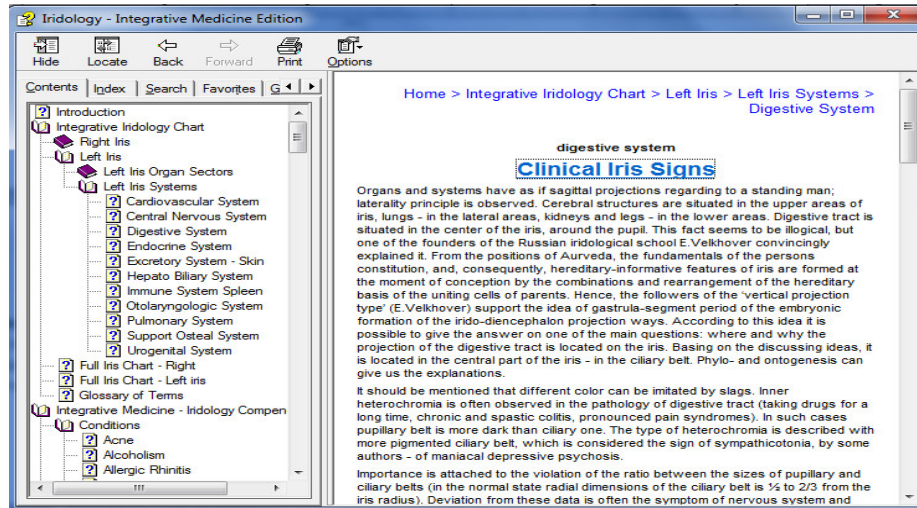 Iridology - Integrative Medicine Edition
Hide Locate Back Forward Print Options
Contents Index Search Favorites G
Introduction
Integrative Iridology Chart
Right Iris
Left Iris
Left Iris Organ Sectors
Left Iris Systems
Cardiovascular System
Central Nervous System
Digestive System
Endocrine System
Excretory System - Skin
Hepato Biliary System
Immune System Spleen
Otolaryngologic System
Pulmonary System
Support Osteal System
Urogenital System
Full Iris Chart - Right
Full Iris Chart - Left iris
Glossary of Terms
Integrative Medicine - Iridology Compen
Conditions
Acne
Alcoholism
Allergic Rhinitis
Home > Integrative Iridology Chart > Left Iris > Left Iris Systems >
Digestive System
digestive system
Clinical Iris Signs
Organs and systems have as if sagittal projections regarding to a standing man;
laterality principle is observed. Cerebral structures are situated in the upper areas of
iris, lungs - in the lateral areas, kidneys and legs - in the lower areas. Digestive tract is
situated in the center of the iris, around the pupil. This fact seems to be illogical, but
one of the founders of the Russian iridological school E.Velkhover convincingly
explained it. From the positions of Aurveda, the fundamentals of the persons
constitution, and, consequently, hereditary-informative features of iris are formed at
the moment of conception by the combinations and rearrangement of the hereditary
basis of the uniting cells of parents. Hence, the followers of the 'vertical projection
type' (E.Velkhover) support the idea of gastrula-segment period of the embryonic
formation of the irido-diencephalon projection ways. According to this idea it is
possible to give the answer on one of the main questions: where and why the
projection of the digestive tract is located on the iris. Basing on the discussing ideas, it
is located in the central part of the iris - in the ciliary belt. Phylo- and ontogenesis can
give us the explanations.
It should be mentioned that different color can be imitated by slags. Inner
heterochromia is often observed in the pathology of digestive tract (taking drugs for a
long time, chronic and spastic colitis, pronounced pain syndromes). In such cases
pupillary belt is more dark than ciliary one. The type of heterochromia is described with
more pigmented ciliary belt, which is considered the sign of sympathicotonia, by some
authors - of maniacal depressive psychosis.
Importance is attached to the violation of the ratio between the sizes of pupillary and
ciliary belts (in the normal state radial dimensions of the ciliary belt is ½ to 2/3 from the
iris radius). Deviation from these data is often the symptom of nervous system and